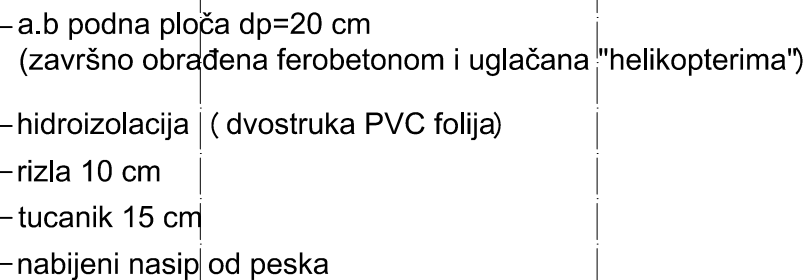 -a.b podna ploča dp=20 cm
(završno obrađena ferobetonom i uglačana "helikopterima")
-hidroizolacija ( dvostruka PVC folija)
-rizla 10 cm
-tucanik 15 cm
-nabijeni nasip od peska